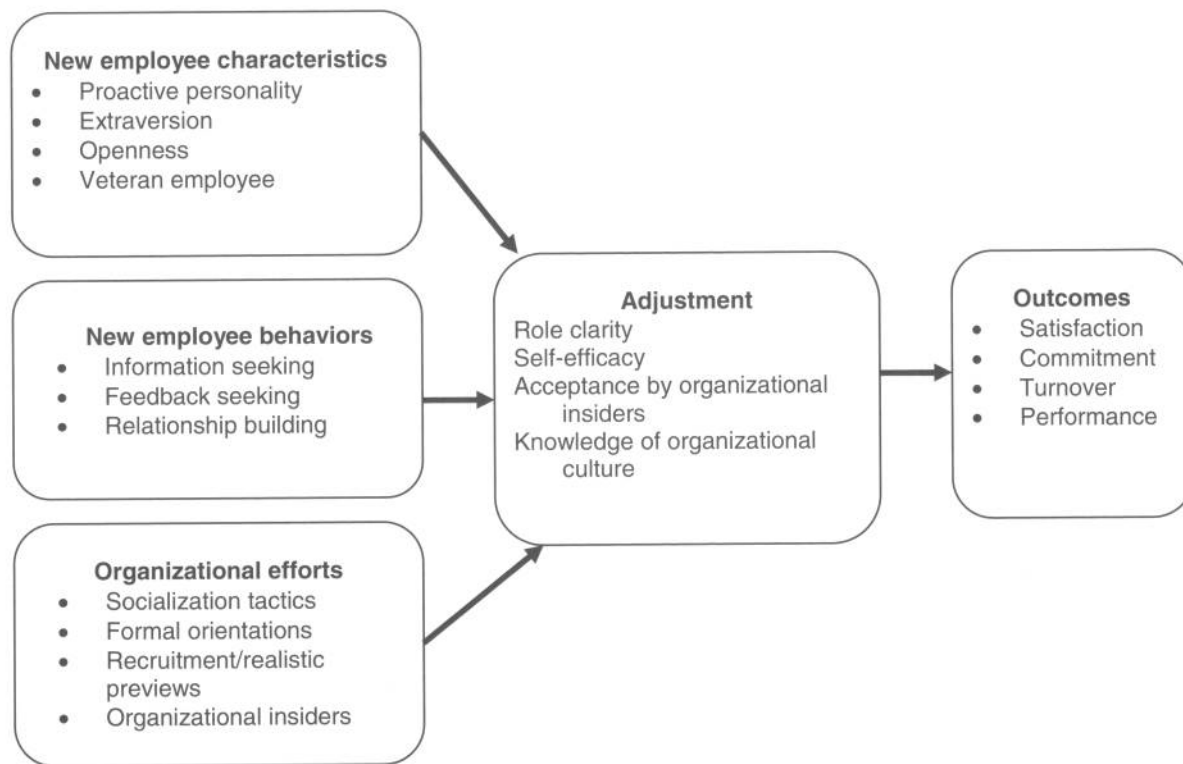 New employee characteristics
• Proactive personality
• Extraversion
• Openness
• Veteran employee
New employee behaviors
• Information seeking
• Feedback seeking
• Relationship building
Organizational efforts
• Socialization tactics
• Formal orientations
• Recruitment/realistic
previews
• Organizational insiders
Adjustment
Role clarity
Self-efficacy
Acceptance by organizational
insiders
Knowledge of organizational
culture
Outcomes
• Satisfaction
• Commitment
• Turnover
• Performance